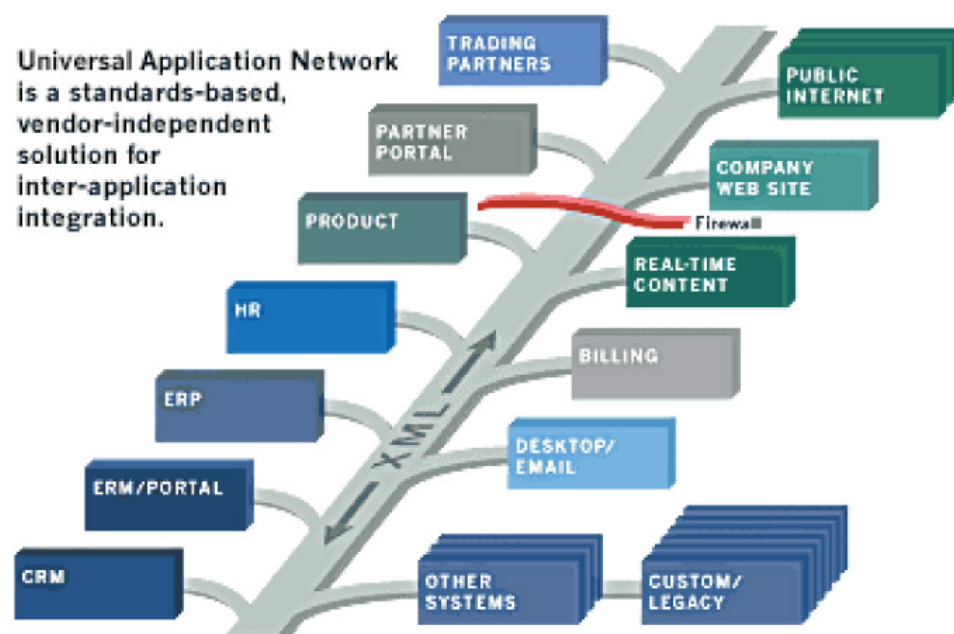 Universal Application Network
is a standards-based,
vendor-independent
solution for
inter-application
integration.
TRADING
PARTNERS
PUBLIC
INTERNET
PARTNER
PORTAL
COMPANY
WEB SITE
PRODUCT
Firewall
REAL-TIME
CONTENT
HR
BILLING
ERP
XML
DESKTOP/
EMAIL
ERM/PORTAL
CRM
OTHER
SYSTEMS
CUSTOM/
LEGACY